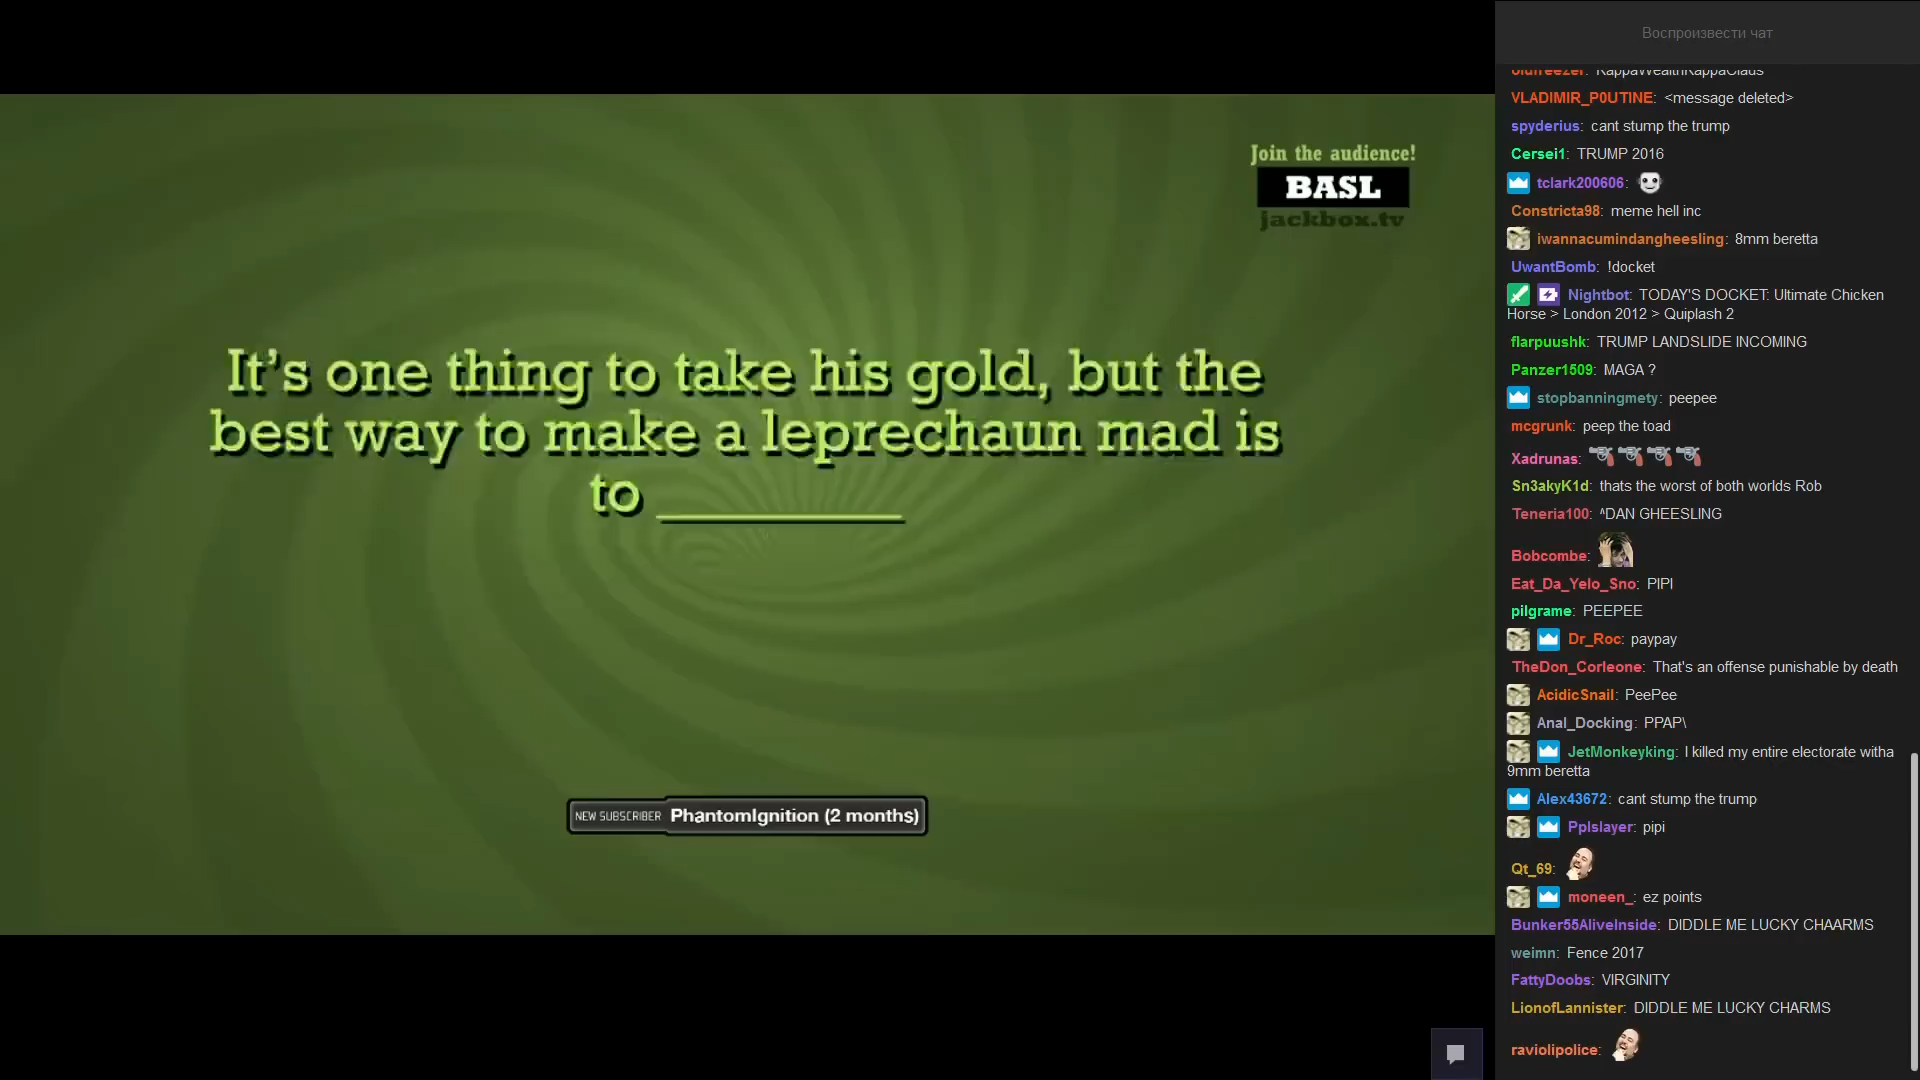 Join the audience!
BASL
jackbox.tv
It's one thing to take his gold, but the
best way to make a leprechaun mad is
to ___________
NEW SUBSCRIBER PhantomIgnition (2 months)
Воспроизвести чат
oldfreezer: KappaWealthKappaClaus
VLADIMIR_P0UTINE: <message deleted>
spyderius: cant stump the trump
Cersei1: TRUMP 2016
tclark200606:
Constricta98: meme hell inc
iwannacumindangheesling: 8mm beretta
UwantBomb: !docket
Nightbot: TODAY'S DOCKET: Ultimate Chicken
Horse > London 2012 > Quiplash 2
flarpuushk: TRUMP LANDSLIDE INCOMING
Panzer1509: MAGA ?
stopbanningmety: peepee
mcgrunk: peep the toad
Xadrunas:
Sn3akyK1d: thats the worst of both worlds Rob
Teneria100: ^DAN GHEESLING
Bobcombe:
Eat_Da_Yelo_Sno: PIPI
pilgrame: PEEPEE
Dr_Roc: paypay
TheDon_Corleone: That's an offense punishable by death
AcidicSnail: PeePee
Anal_Docking: PPAP\
JetMonkeyking: I killed my entire electorate witha
9mm beretta
Alex43672: cant stump the trump
Pplslayer: pipi
Qt_69:
moneen_: ez points
Bunker55AliveInside: DIDDLE ME LUCKY CHAARMS
weimn: Fence 2017
FattyDoobs: VIRGINITY
LionofLannister: DIDDLE ME LUCKY CHARMS
raviolipolice: